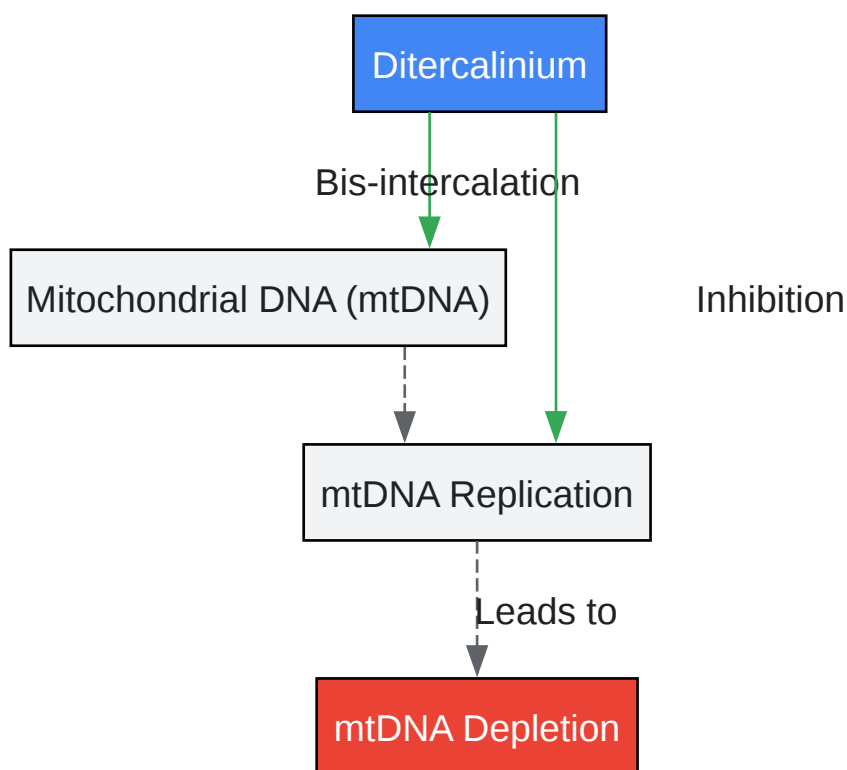 Ditercalinium
Bis-intercalation
Mitochondrial DNA (mtDNA)
Inhibition
mtDNA Replication
Leads to
mtDNA Depletion